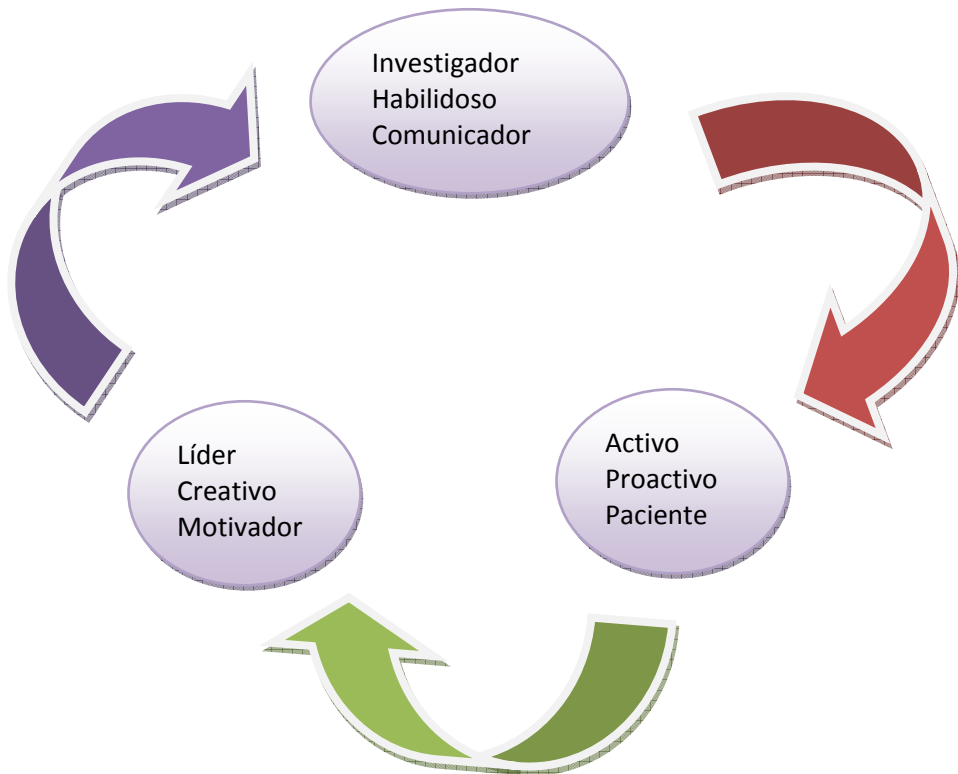 Investigador
Habilidoso
Comunicador
Líder
Creativo
Motivador
Activo
Proactivo
Paciente